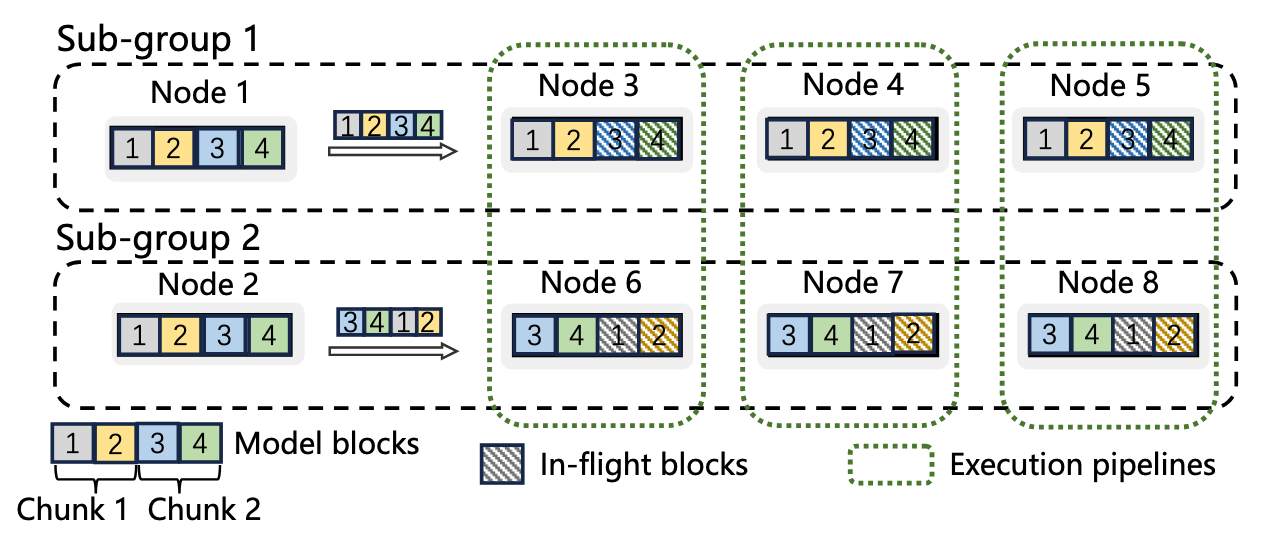 Sub-group 1
Node 1
1 2 3 4
Node 3
Node 4
Node 5
1 2 3 4
1 2 3 4
1 2 3 4
1 2 3 4
Sub-group 2
Node 2
3 4 1 2
Node 6
Node 7
Node 8
1 2 3 4
3 4 1 2
3 4 1 2
3 4 1 2
1 2 3 4 Model blocks
In-flight blocks
Execution pipelines
Chunk 1 Chunk 2